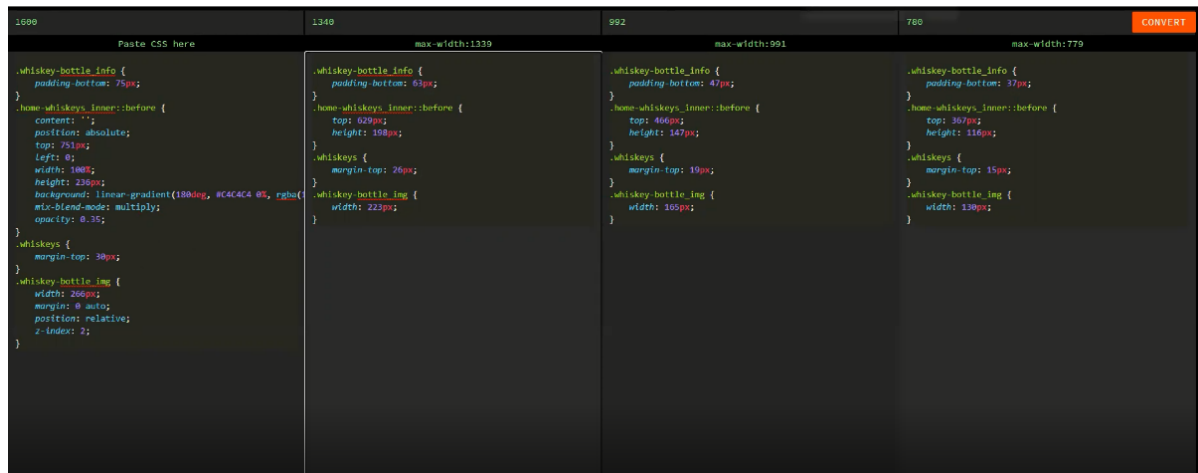 1600
1340
992
780
CONVERT
Paste CSS here
max-width:1339
max-width:991
max-width:779
.whiskey-bottle_info {
padding-bottom: 75px;
}
.home-whiskeys_inner::before {
content: '';
position: absolute;
top: 751px;
left: 0;
width: 100%;
height: 236px;
background: linear-gradient(180deg, #C4C4C4 0%, rgba(1
mix-blend-mode: multiply;
opacity: 0.35;
}
.whiskeys {
margin-top: 30px;
}
.whiskey-bottle_img {
width: 266px;
margin: 0 auto;
position: relative;
z-index: 2;
}
.whiskey-bottle_info {
padding-bottom: 63px;
}
.home-whiskeys_inner::before {
top: 629px;
height: 198px;
}
.whiskeys {
margin-top: 26px;
}
.whiskey-bottle_img {
width: 223px;
}
.whiskey-bottle_info {
padding-bottom: 47px;
}
.home-whiskeys_inner::before {
top: 466px;
height: 147px;
}
.whiskeys {
margin-top: 19px;
}
.whiskey-bottle_img {
width: 165px;
}
.whiskey-bottle_info {
padding-bottom: 37px;
}
.home-whiskeys_inner::before {
top: 367px;
height: 116px;
}
.whiskeys {
margin-top: 15px;
}
.whiskey-bottle_img {
width: 130px;
}